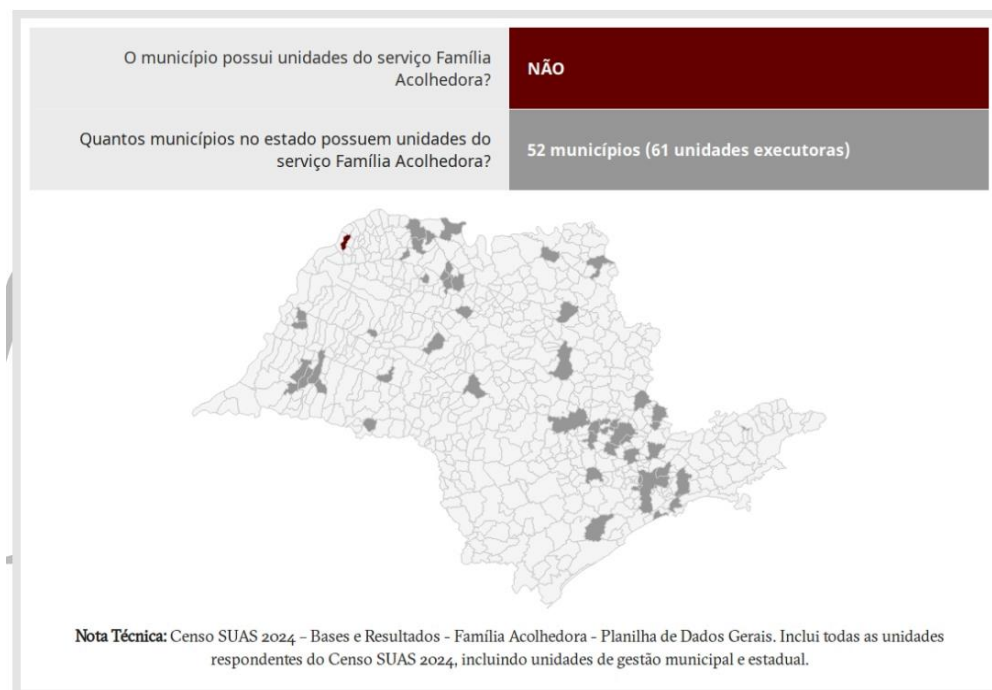 O município possui unidades do serviço Família
Acolhedora?
NÃO
Quantos municípios no estado possuem unidades do
serviço Família Acolhedora?
52 municípios (61 unidades executoras)
Nota Técnica: Censo SUAS 2024 – Bases e Resultados - Família Acolhedora - Planilha de Dados Gerais. Inclui todas as unidades
respondentes do Censo SUAS 2024, incluindo unidades de gestão municipal e estadual.